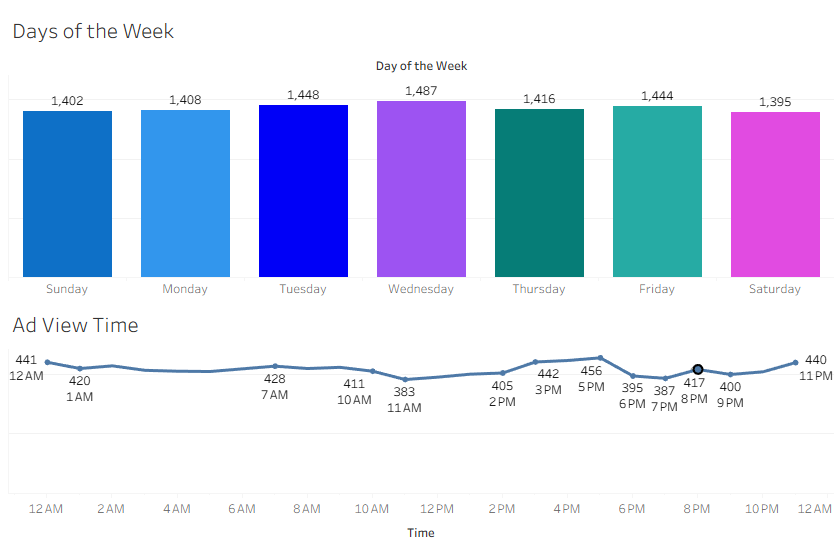 Days of the Week
Day of the Week
1,402 1,408 1,448 1,487 1,416 1,444 1,395
Sunday Monday Tuesday Wednesday Thursday Friday Saturday
Ad View Time
441 420 428 411 383 405 442 456 395 387 417 400 440
12 AM 1 AM 7 AM 10 AM 11 AM 2 PM 3 PM 5 PM 6 PM 7 PM 8 PM 9 PM 11 PM
12 AM 2 AM 4 AM 6 AM 8 AM 10 AM 12 PM 2 PM 4 PM 6 PM 8 PM 10 PM 12 AM
Time